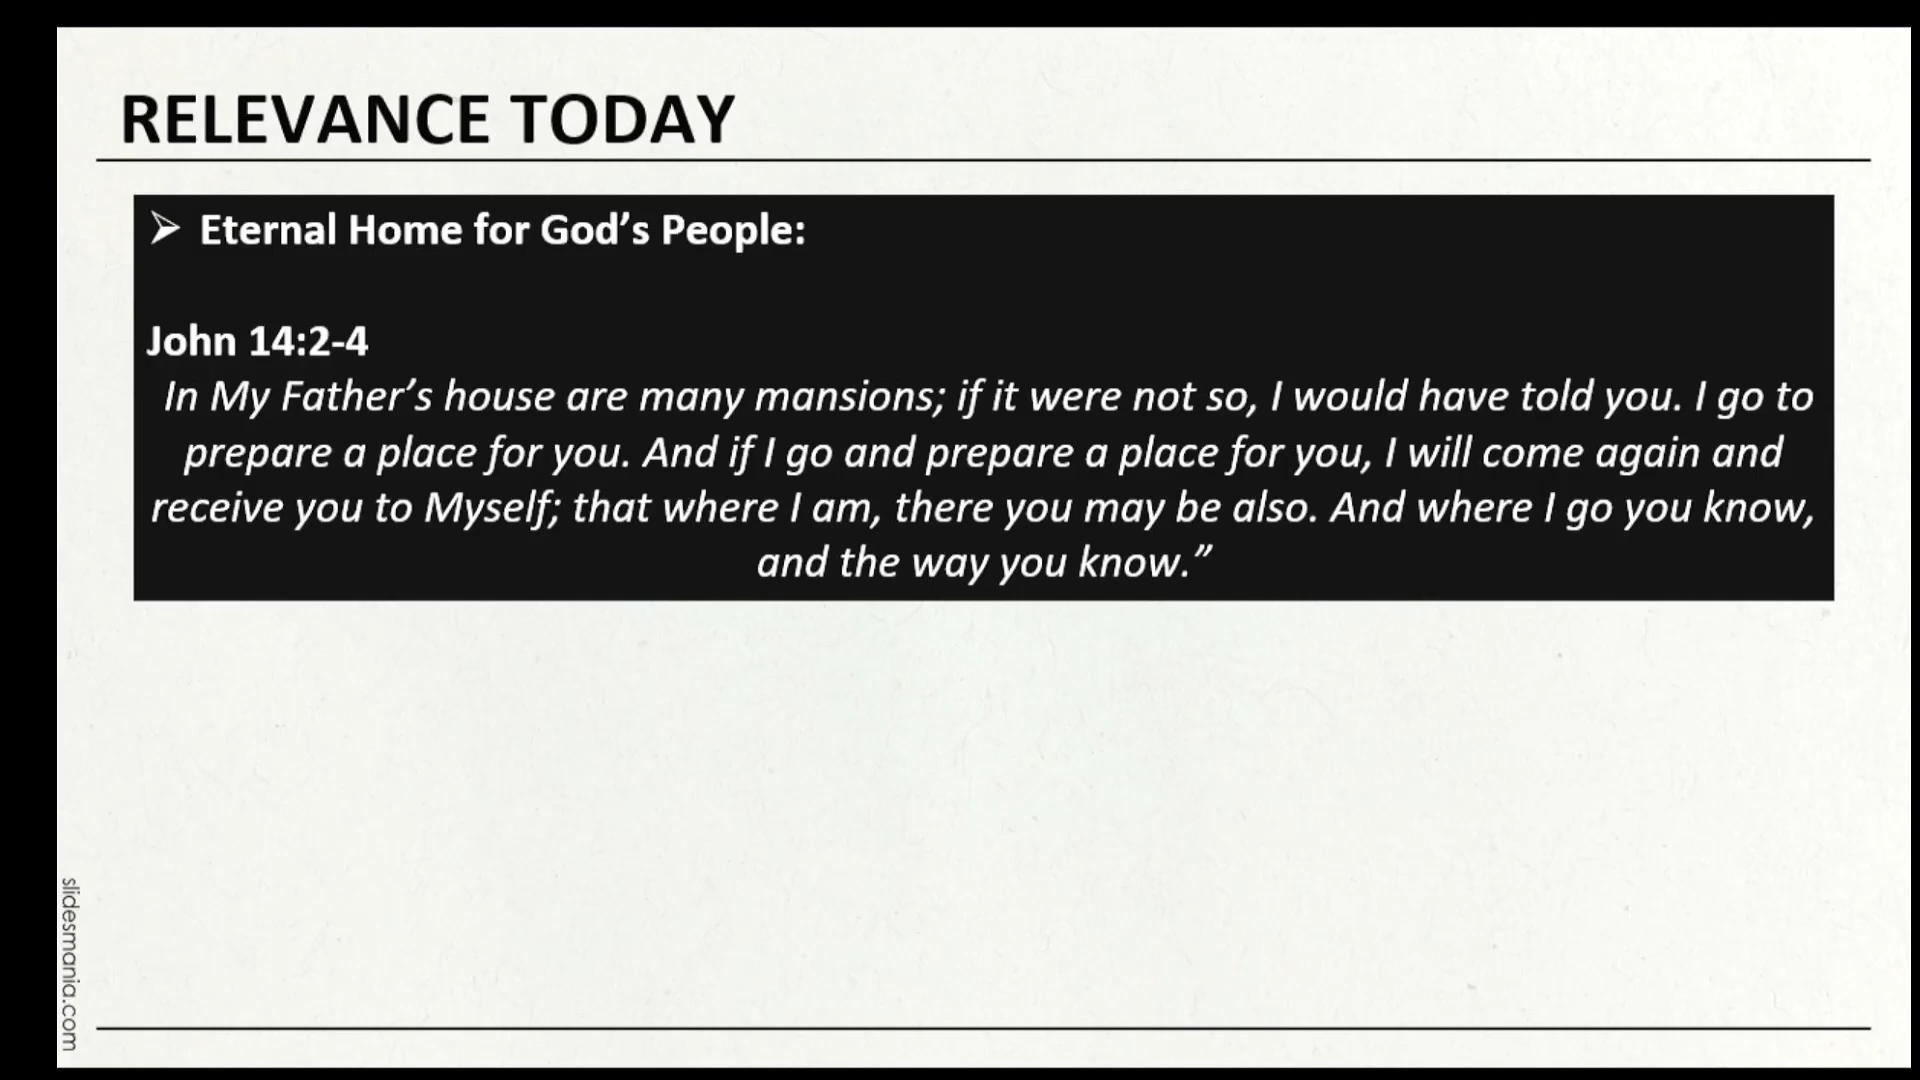 RELEVANCE TODAY
➢ Eternal Home for God’s People:
John 14:2-4
In My Father’s house are many mansions; if it were not so, I would have told you. I go to
prepare a place for you. And if I go and prepare a place for you, I will come again and
receive you to Myself; that where I am, there you may be also. And where I go you know,
and the way you know.”
slidesmania.com